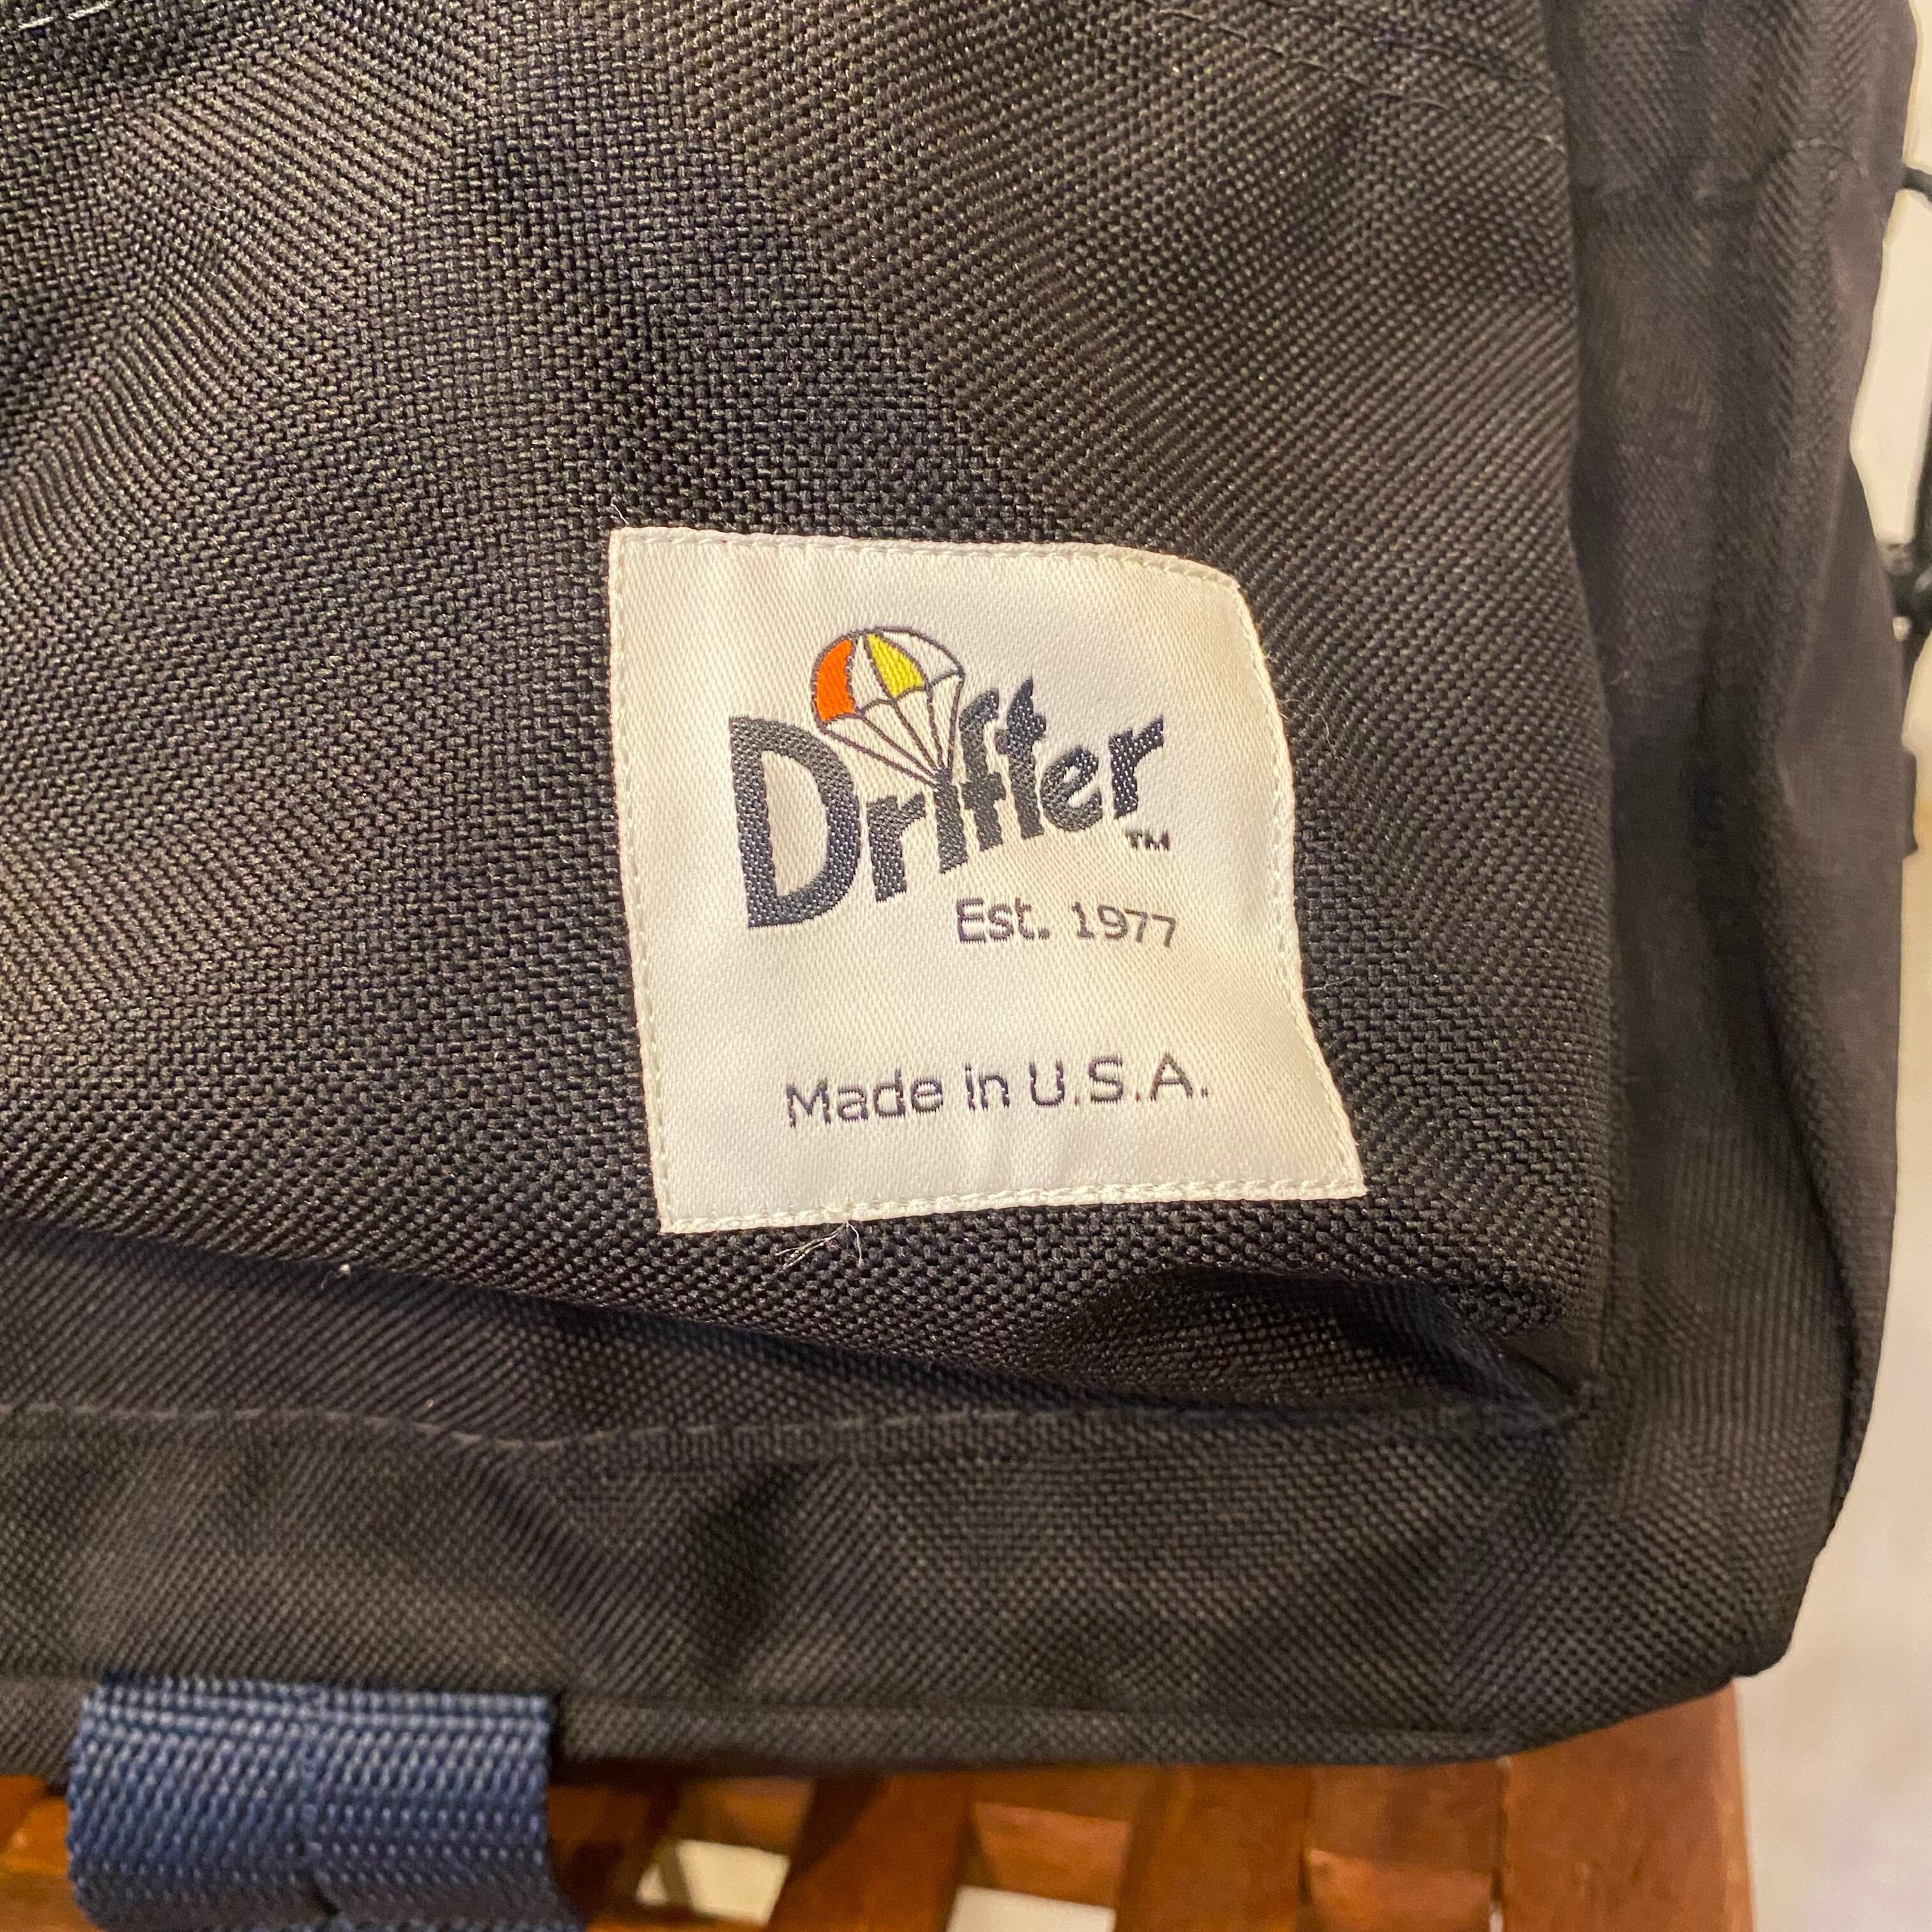 Drifter™
Est. 1977
Made in U.S.A.